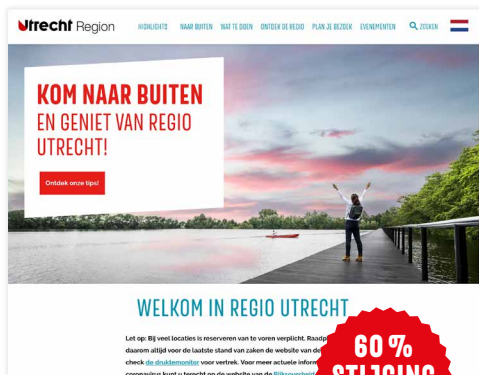 Utrecht Region
HIGHLIGHTS NAAR BUITEN WAT TE DOEN ONTDEK DE REGIO PLAN JE BEZOEK EVENEMENTEN ZOEKEN
KOM NAAR BUITEN
EN GENIET VAN REGIO
UTRECHT!
Ontdek onze tips!
WELKOM IN REGIO UTRECHT
Let op: Bij veel locaties is reserveren van te voren verplicht. Raadp
daarom altijd voor de laatste stand van zaken de website van de
check de druktemonitor voor vertrek. Voor meer actuele inform
coronavirus kunt u terecht op de website van de Rijksoverheid
60%
STIJGING